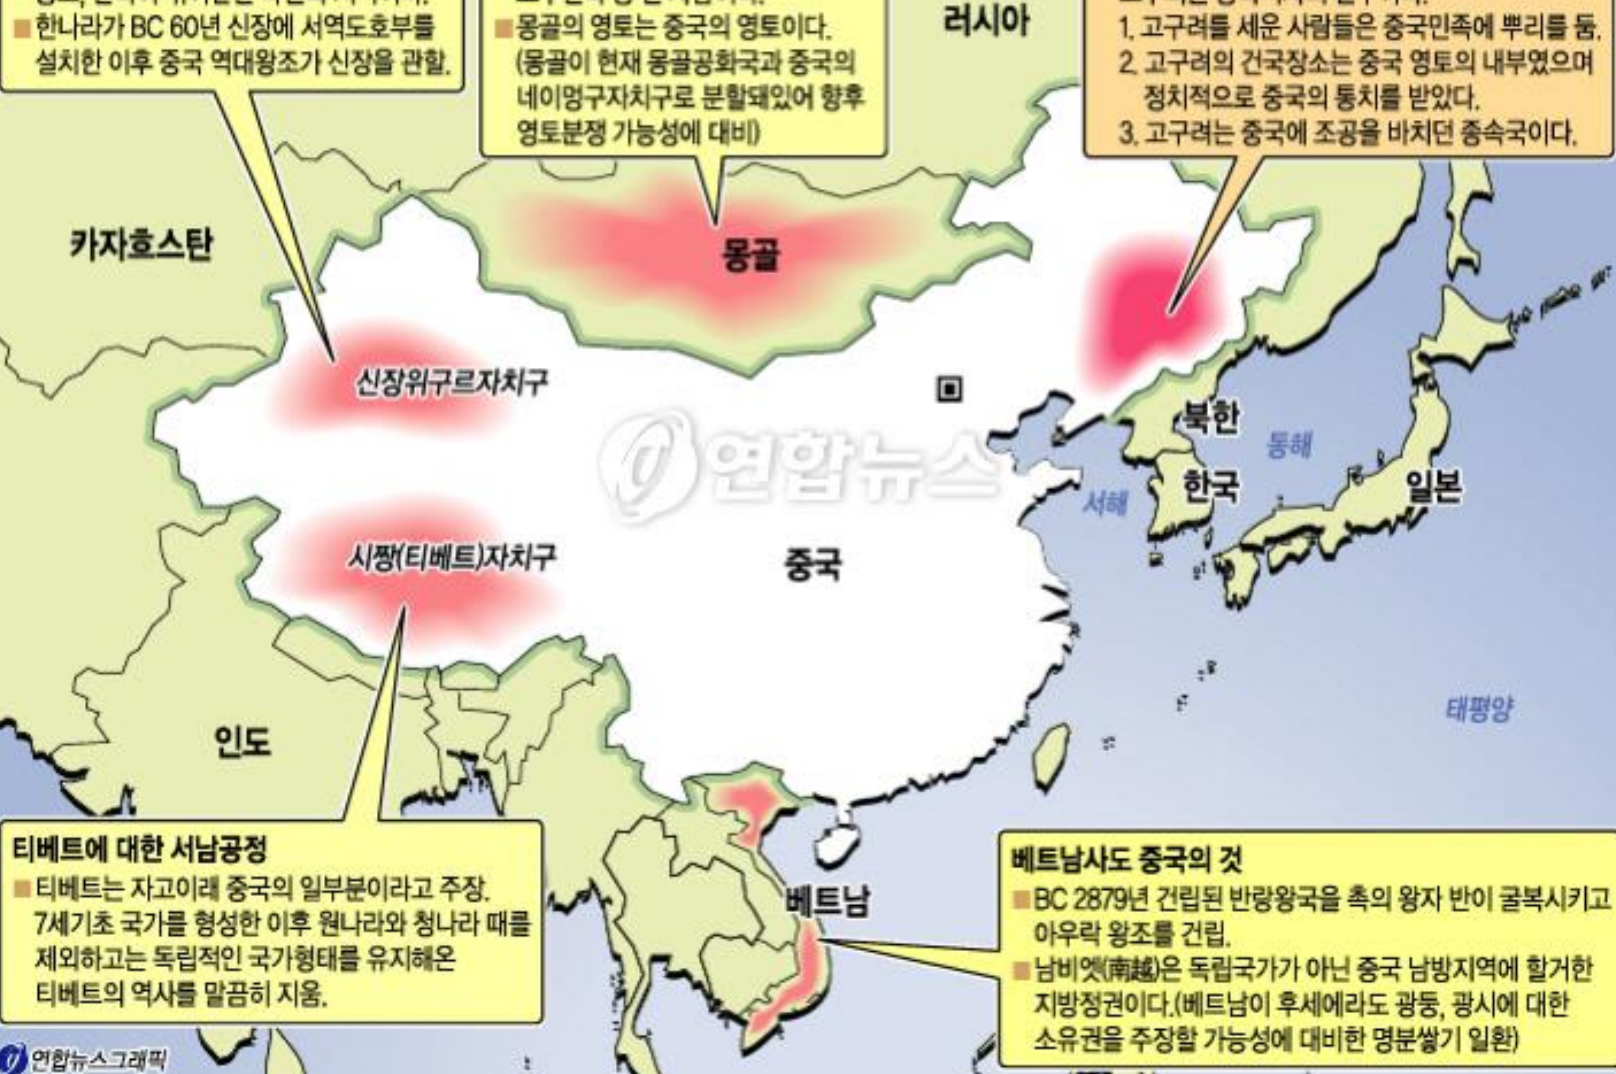 한나라가 BC 60년 신장에 서역도호부를
설치한 이후 중국 역대왕조가 신장을 관할.
몽골의 영토는 중국의 영토이다.
(몽골이 현재 몽골공화국과 중국의
네이멍구자치구로 분할돼있어 향후
영토분쟁 가능성에 대비)
러시아
1. 고구려를 세운 사람들은 중국민족에 뿌리를 둠.
2. 고구려의 건국장소는 중국 영토의 내부였으며
정치적으로 중국의 통치를 받았다.
3. 고구려는 중국에 조공을 바치던 종속국이다.
카자흐스탄
몽골
신장위구르자치구
북한
동해
연합뉴스
한국
서해
일본
시짱(티베트)자치구
중국
태평양
인도
티베트에 대한 서남공정
티베트는 자고이래 중국의 일부분이라고 주장.
7세기초 국가를 형성한 이후 원나라와 청나라 때를
제외하고는 독립적인 국가형태를 유지해온
티베트의 역사를 말끔히 지움.
베트남
베트남사도 중국의 것
BC 2879년 건립된 반랑왕국을 촉의 왕자 반이 굴복시키고
아우락 왕조를 건립.
남비엣(南越)은 독립국가가 아닌 중국 남방지역에 할거한
지방정권이다.(베트남이 후세에라도 광둥, 광시에 대한
소유권을 주장할 가능성에 대비한 명분쌓기 일환)
연합뉴스그래픽